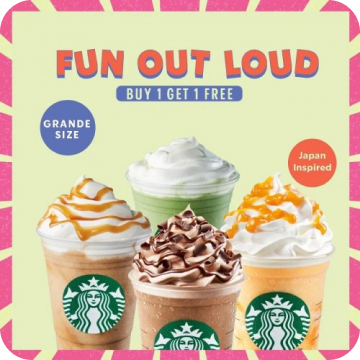 FUN OUT LOUD
BUY 1 GET 1 FREE
GRANDE
SIZE
Japan
Inspired